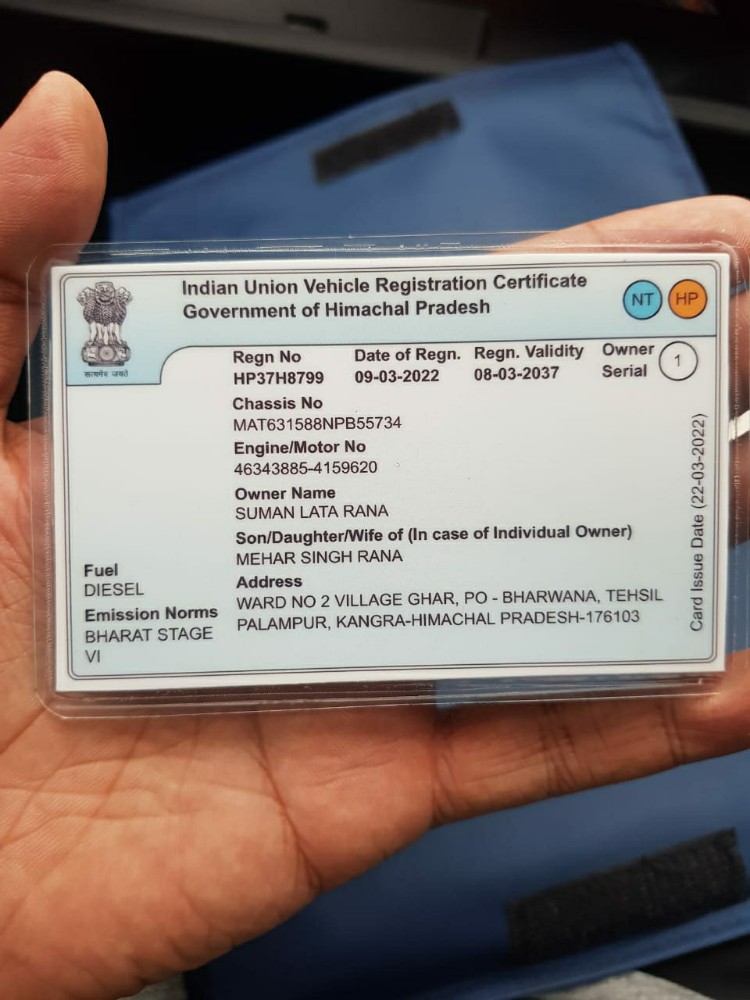 Indian Union Vehicle Registration Certificate
Government of Himachal Pradesh
NT HP
सत्यमेव जयते
Regn No Date of Regn. Regn. Validity Owner Serial
HP37H8799 09-03-2022 08-03-2037 1
Chassis No
MAT631588NPB55734
Engine/Motor No
46343885-4159620
Owner Name
SUMAN LATA RANA
Son/Daughter/Wife of (In case of Individual Owner)
MEHAR SINGH RANA
Fuel
DIESEL
Emission Norms
BHARAT STAGE
VI
Address
WARD NO 2 VILLAGE GHAR, PO - BHARWANA, TEHSIL
PALAMPUR, KANGRA-HIMACHAL PRADESH-176103
Card Issue Date (22-03-2022)